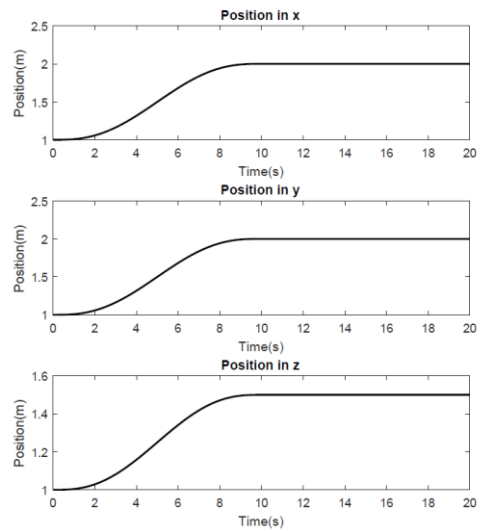 Position in x
Position(m)
2.5
2
1.5
1
0 2 4 6 8 10 12 14 16 18 20
Time(s)
Position in y
Position(m)
2.5
2
1.5
1
0 2 4 6 8 10 12 14 16 18 20
Time(s)
Position in z
Position(m)
1.6
1.4
1.2
1
0 2 4 6 8 10 12 14 16 18 20
Time(s)